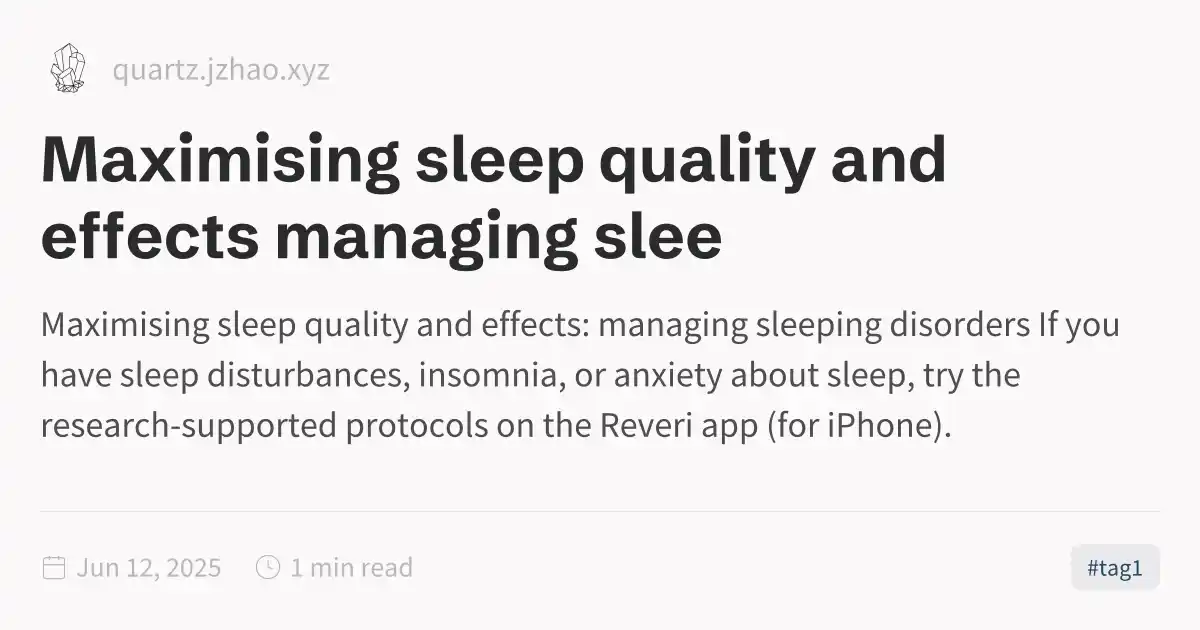 quartz.jzhao.xyz
Maximising sleep quality and
effects managing slee
Maximising sleep quality and effects: managing sleeping disorders If you
have sleep disturbances, insomnia, or anxiety about sleep, try the
research-supported protocols on the Reveri app (for iPhone).
Jun 12, 2025 1 min read #tag1